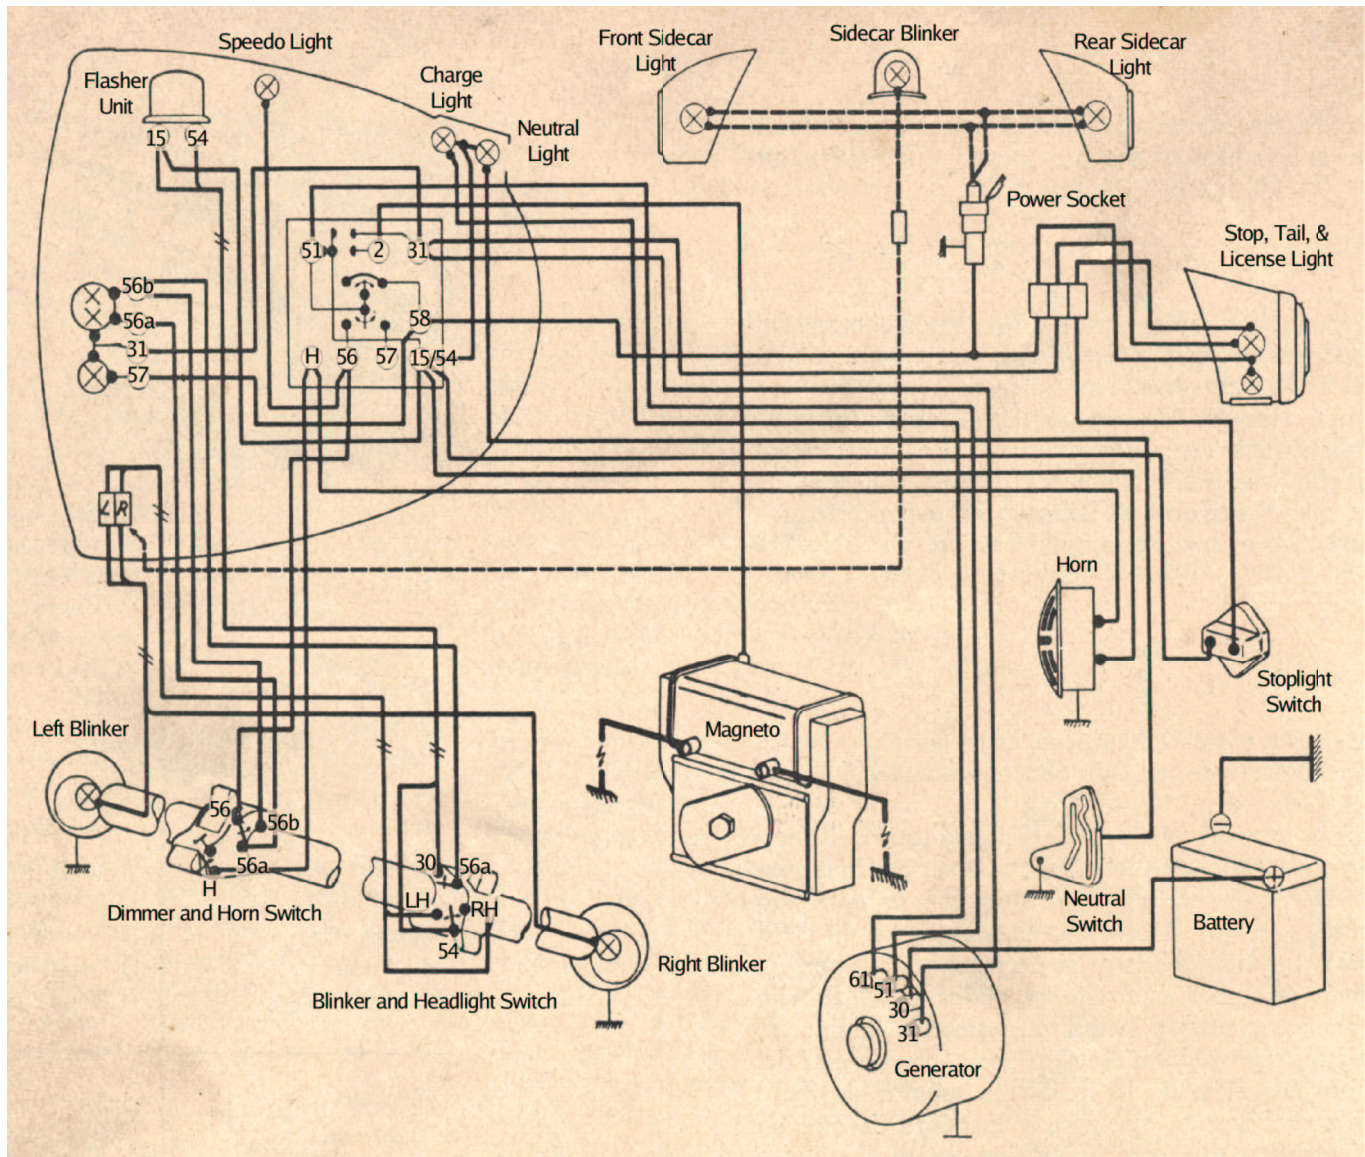 Speedo Light
Flasher
Unit
15 54
Charge
Light
Neutral
Light
Front Sidecar
Light
Sidecar Blinker
Rear Sidecar
Light
Power Socket
Stop, Tail, &
License Light
51 2 31
58
H 56 57 15/54
56b
56a
31
57
L R
Horn
Stoplight
Switch
Left Blinker
Magneto
56
56b
56a
H
Dimmer and Horn Switch
30 56a
LH RH
54
Blinker and Headlight Switch
Right Blinker
Neutral
Switch
Battery
61
51
30
31
Generator